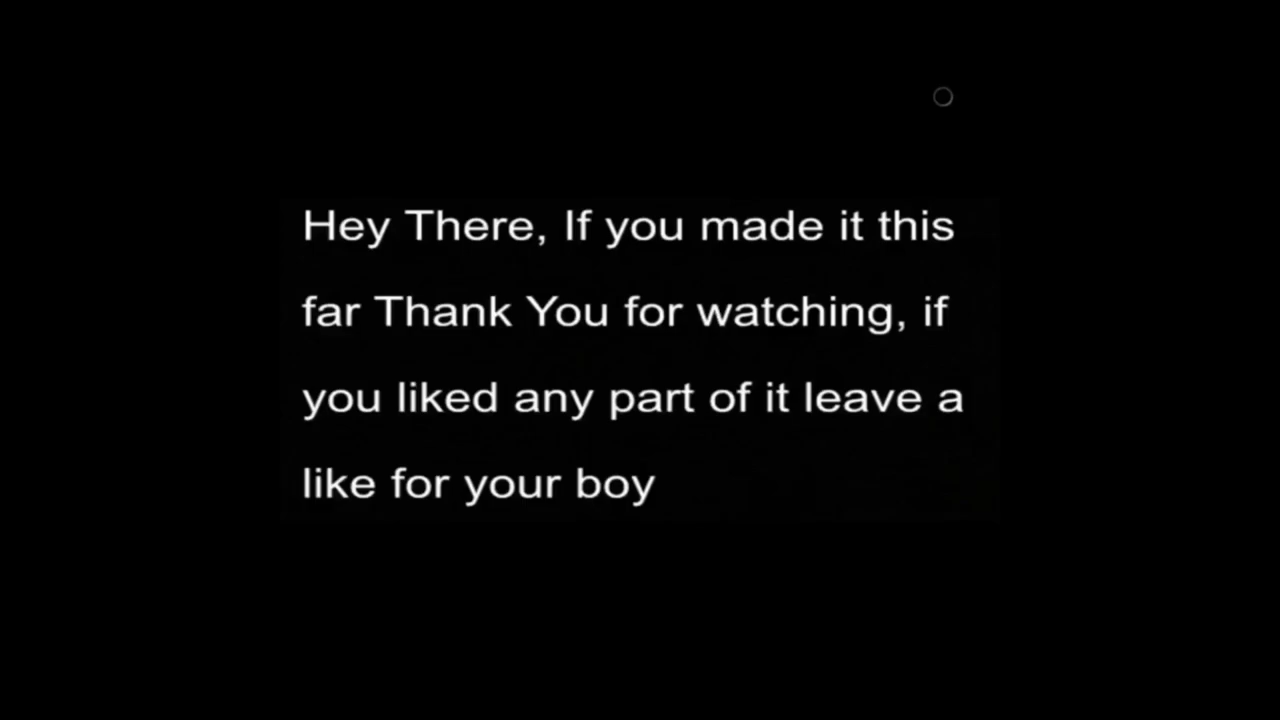 Hey There, If you made it this
far Thank You for watching, if
you liked any part of it leave a
like for your boy